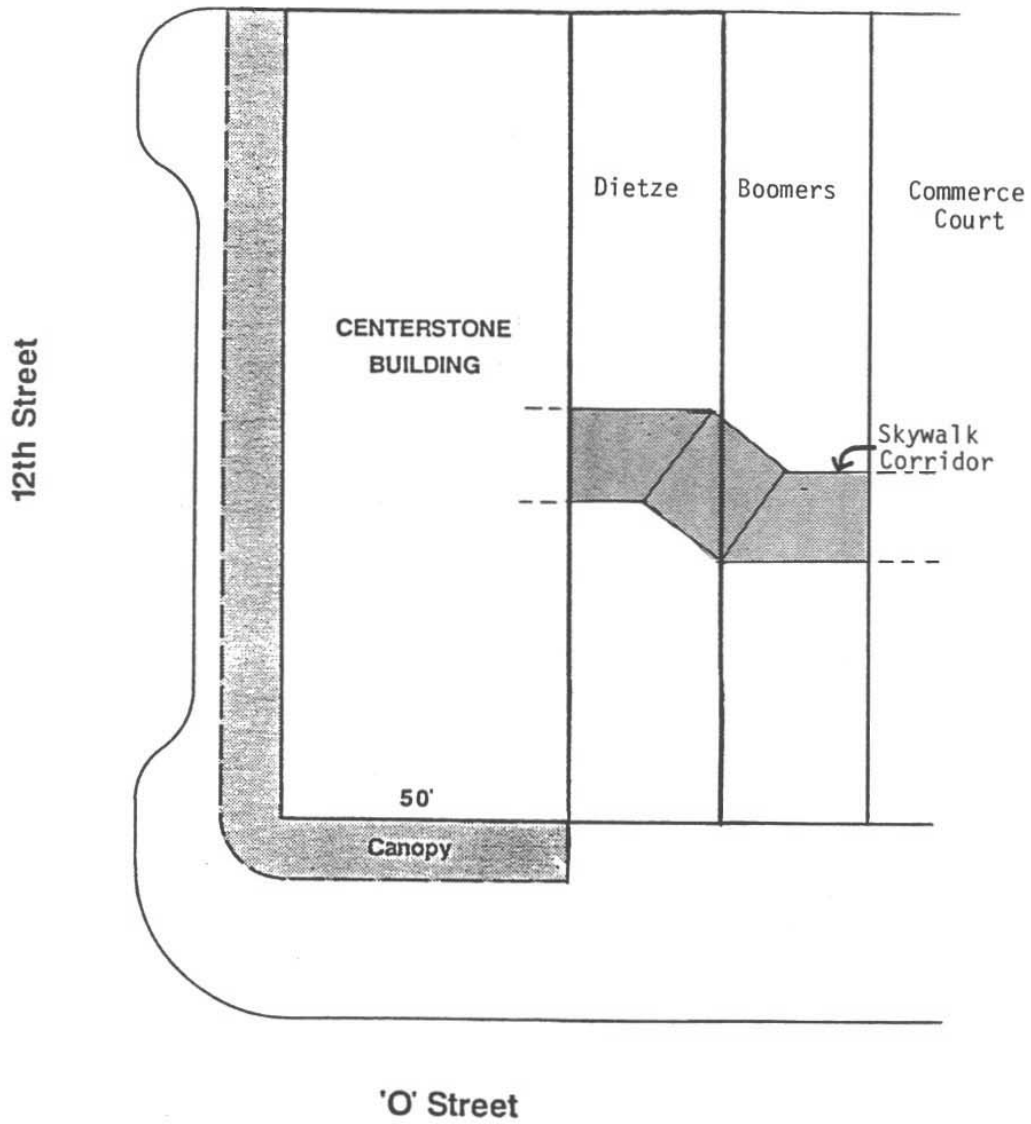 Dietze
Boomers
Commerce
Court
CENTERSTONE
BUILDING
12th Street
Skywalk
Corridor
50'
Canopy
'O' Street